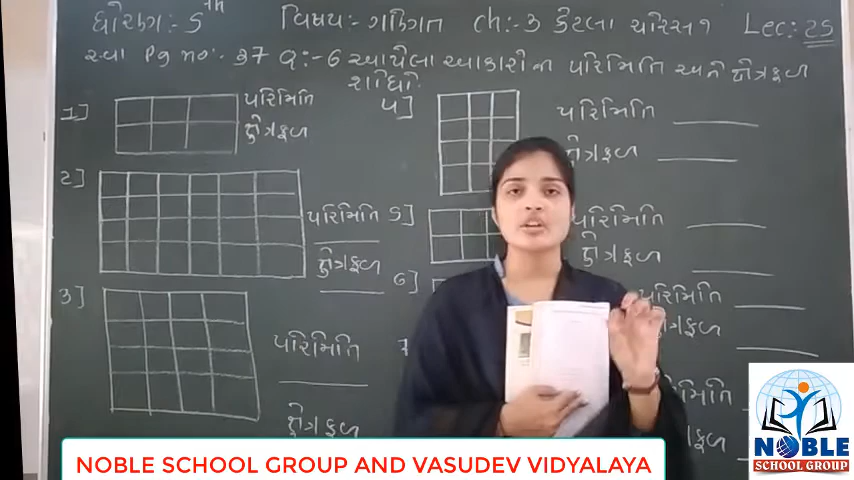 ધોરણ:- 5th વિષય:- ગણિત ch:- 3 કેટલા ચોરસ ? Lec:- 25
સ્વા Pg no:- 37 Q:- 6 આપેલા આકારોના પરિમિતિ અને ક્ષેત્રફળ
શોધો.
1] પરિમિતિ
ક્ષેત્રફળ
2] પરિમિતિ
ક્ષેત્રફળ
3] પરિમિતિ
ક્ષેત્રફળ
૫] પરિમિતિ
ક્ષેત્રફળ
5] પરિમિતિ
ક્ષેત્રફળ
6] પરિમિતિ
ક્ષેત્રફળ
NOBLE SCHOOL GROUP AND VASUDEV VIDYALAYA
NOBLE
SCHOOL GROUP